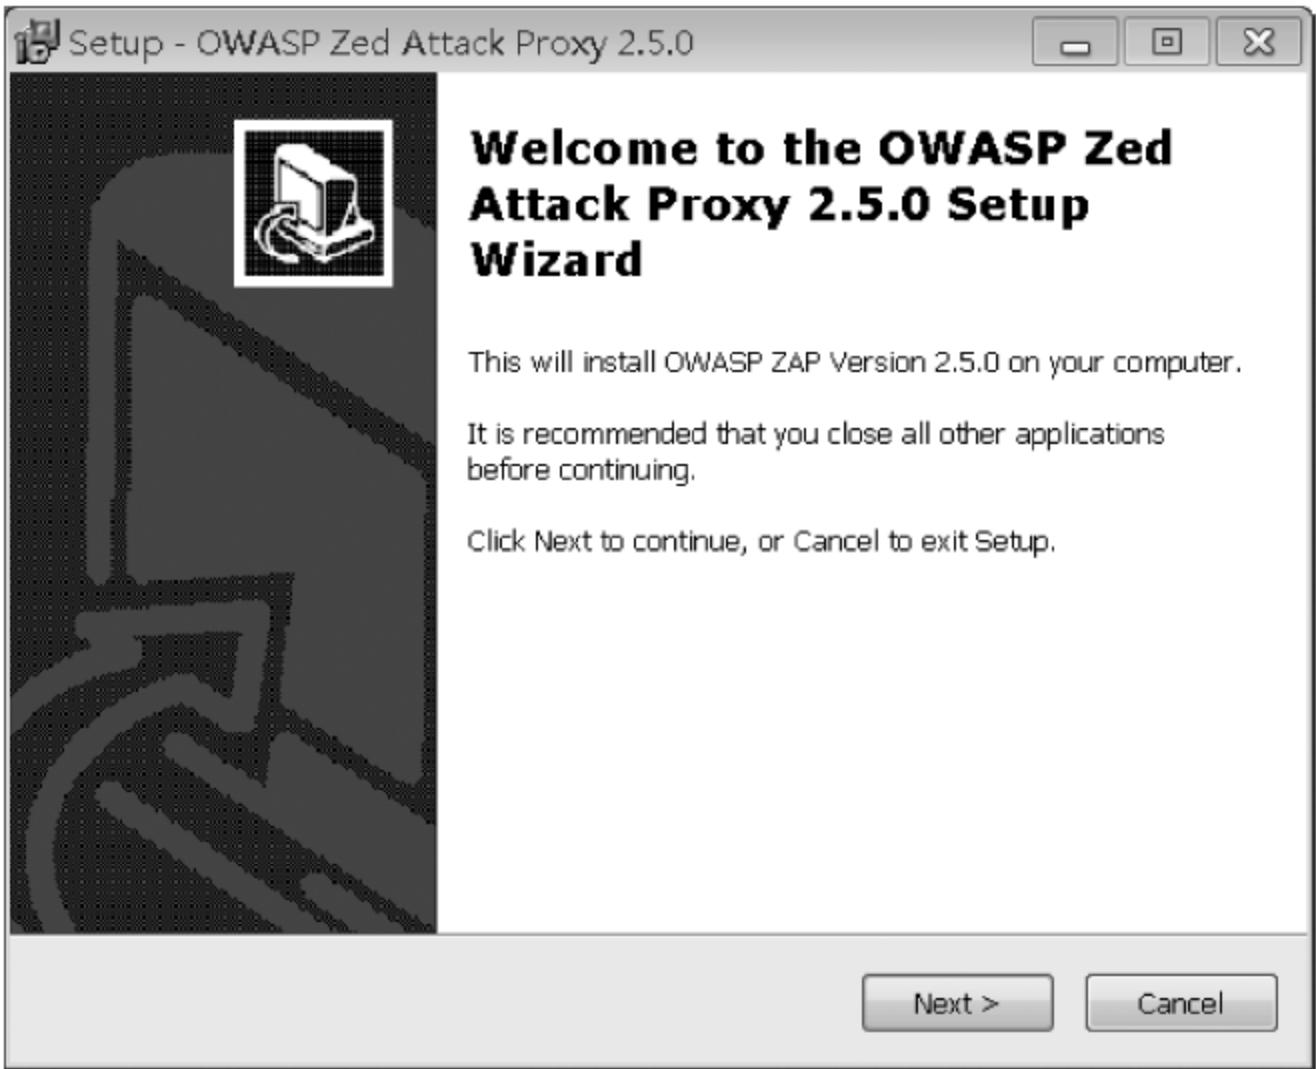 Setup - OWASP Zed Attack Proxy 2.5.0
Welcome to the OWASP Zed
Attack Proxy 2.5.0 Setup
Wizard
This will install OWASP ZAP Version 2.5.0 on your computer.
It is recommended that you close all other applications
before continuing.
Click Next to continue, or Cancel to exit Setup.
Next >
Cancel